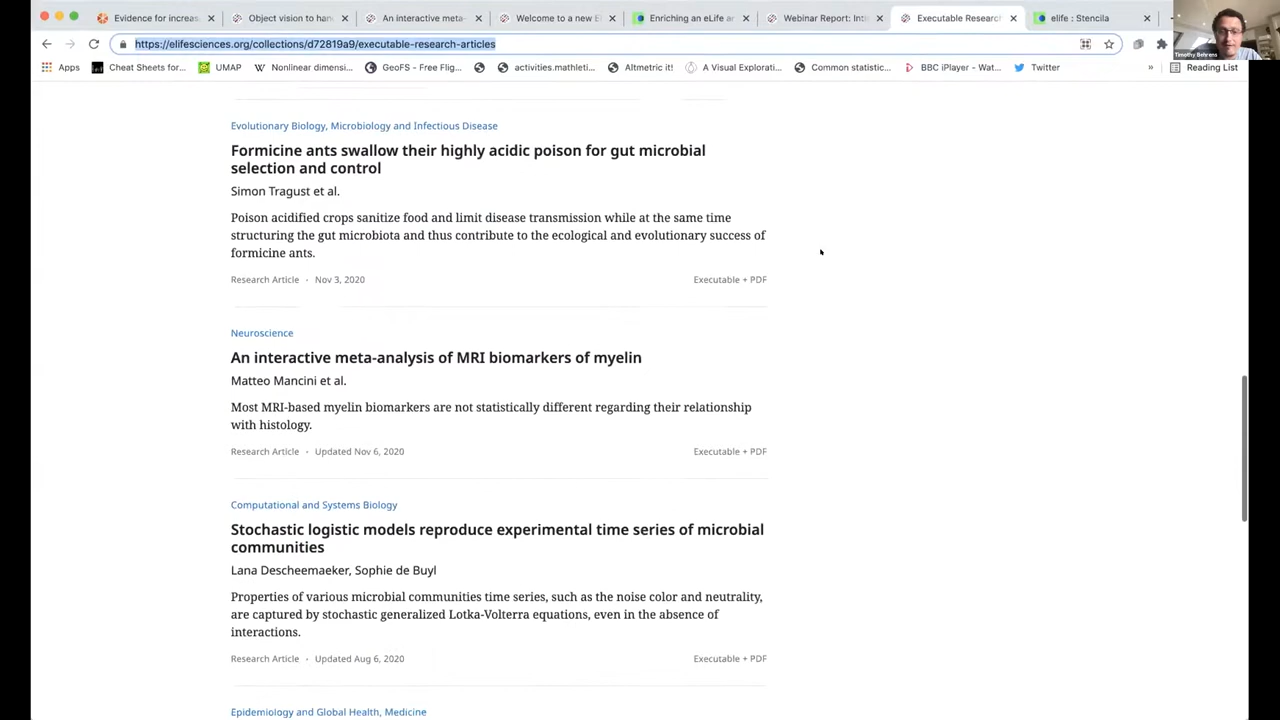 Evidence for increas
Object vision to han
An interactive meta-
Welcome to a new E
Enriching an eLife ar
Webinar Report: Int
Executable Researc
elife : Stencila
https://elifesciences.org/collections/d72819a9/executable-research-articles
Timothy Behrens
Apps
Cheat Sheets for...
UMAP
Nonlinear dimensi...
GeoFS - Free Flig...
activitiesinmathleti...
Altmetric it!
A Visual Explorati...
Common statistic...
BBC iPlayer - Wat...
Twitter
»
Reading List
Evolutionary Biology, Microbiology and Infectious Disease
Formicine ants swallow their highly acidic poison for gut microbial
selection and control
Simon Tragust et al.
Poison acidified crops sanitize food and limit disease transmission while at the same time
structuring the gut microbiota and thus contribute to the ecological and evolutionary success of
formicine ants.
Research Article · Nov 3, 2020 Executable + PDF
Neuroscience
An interactive meta-analysis of MRI biomarkers of myelin
Matteo Mancini et al.
Most MRI-based myelin biomarkers are not statistically different regarding their relationship
with histology.
Research Article · Updated Nov 6, 2020 Executable + PDF
Computational and Systems Biology
Stochastic logistic models reproduce experimental time series of microbial
communities
Lana Descheemaeker, Sophie de Buyl
Properties of various microbial communities time series, such as the noise color and neutrality,
are captured by stochastic generalized Lotka-Volterra equations, even in the absence of
interactions.
Research Article · Updated Aug 6, 2020 Executable + PDF
Epidemiology and Global Health, Medicine